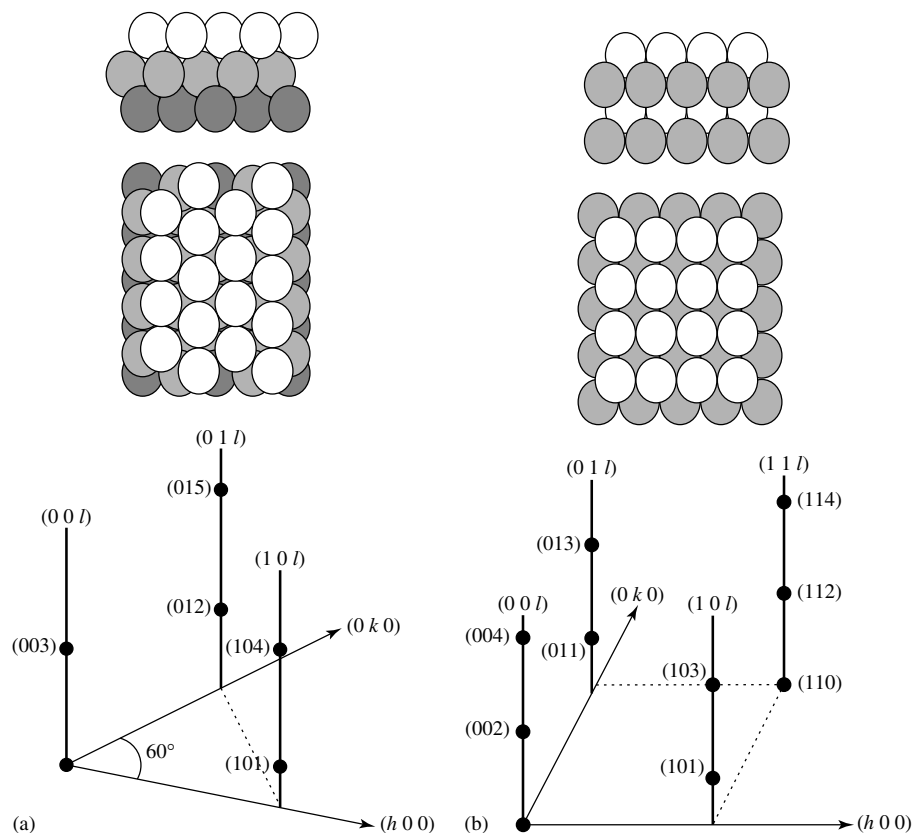 (0 1 l)
(015)
(0 0 l)
(1 0 l)
(012)
(0 k 0)
(003)
(104)
60°
(101)
(a)
(h 0 0)
(0 1 l)
(1 1 l)
(114)
(013)
(0 0 l)
(0 k 0)
(1 0 l)
(112)
(004)
(011)
(103)
(110)
(002)
(101)
(b)
(h 0 0)